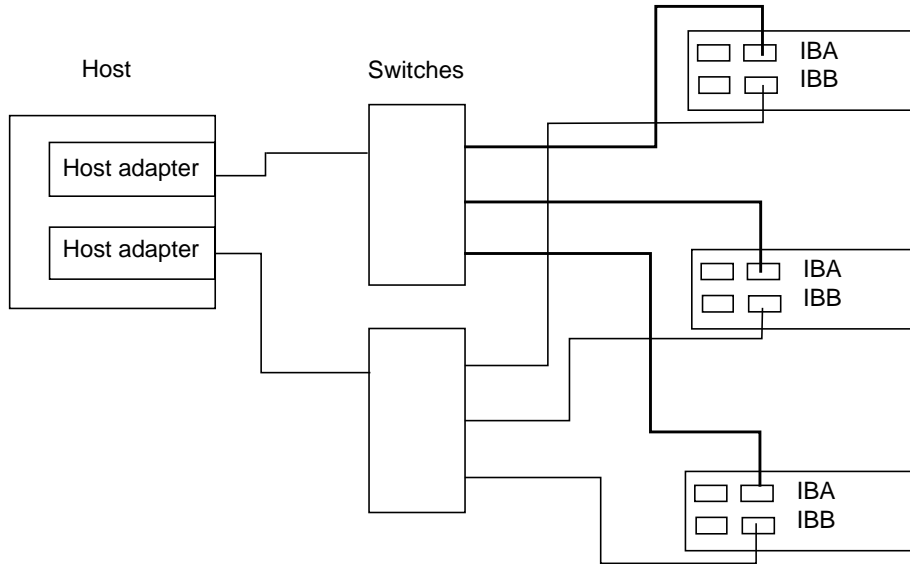 Host
Switches
Host adapter
Host adapter
IBA
IBB
IBA
IBB
IBA
IBB